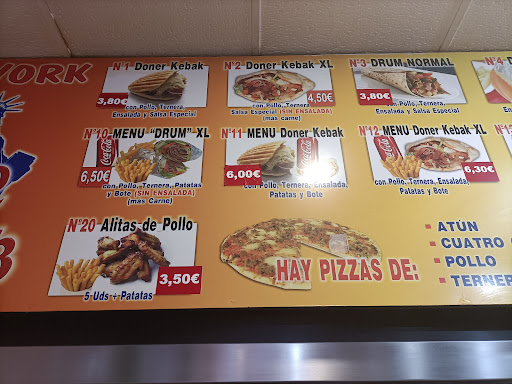 YORK
Nº1 Doner Kebak
3,80€
con Pollo, Ternera,
Ensalada y Salsa Especial
Nº2 Doner Kebak XL
4,50€
con Pollo, Ternera
Salsa Especial (SIN ENSALADA)
(más carne)
Nº3 DRUM NORMAL
3,80€
con Pollo, Ternera,
Ensalada y Salsa Especial
Nº4
Nº10 MENU "DRUM" XL
6,50€
con Pollo, Ternera, Patatas
y Bote (SIN ENSALADA)
(más Carne)
Nº11 MENU Doner Kebak
6,00€
con Pollo, Ternera, Ensalada,
Patatas y Bote
Nº12 MENU Doner Kebak XL
6,30€
con Pollo, Ternera, Ensalada,
Patatas y Bote
Nº20 Alitas de Pollo
3,50€
5 Uds + Patatas
HAY PIZZAS DE:
- ATÚN
- CUATRO
- POLLO
- TERNER